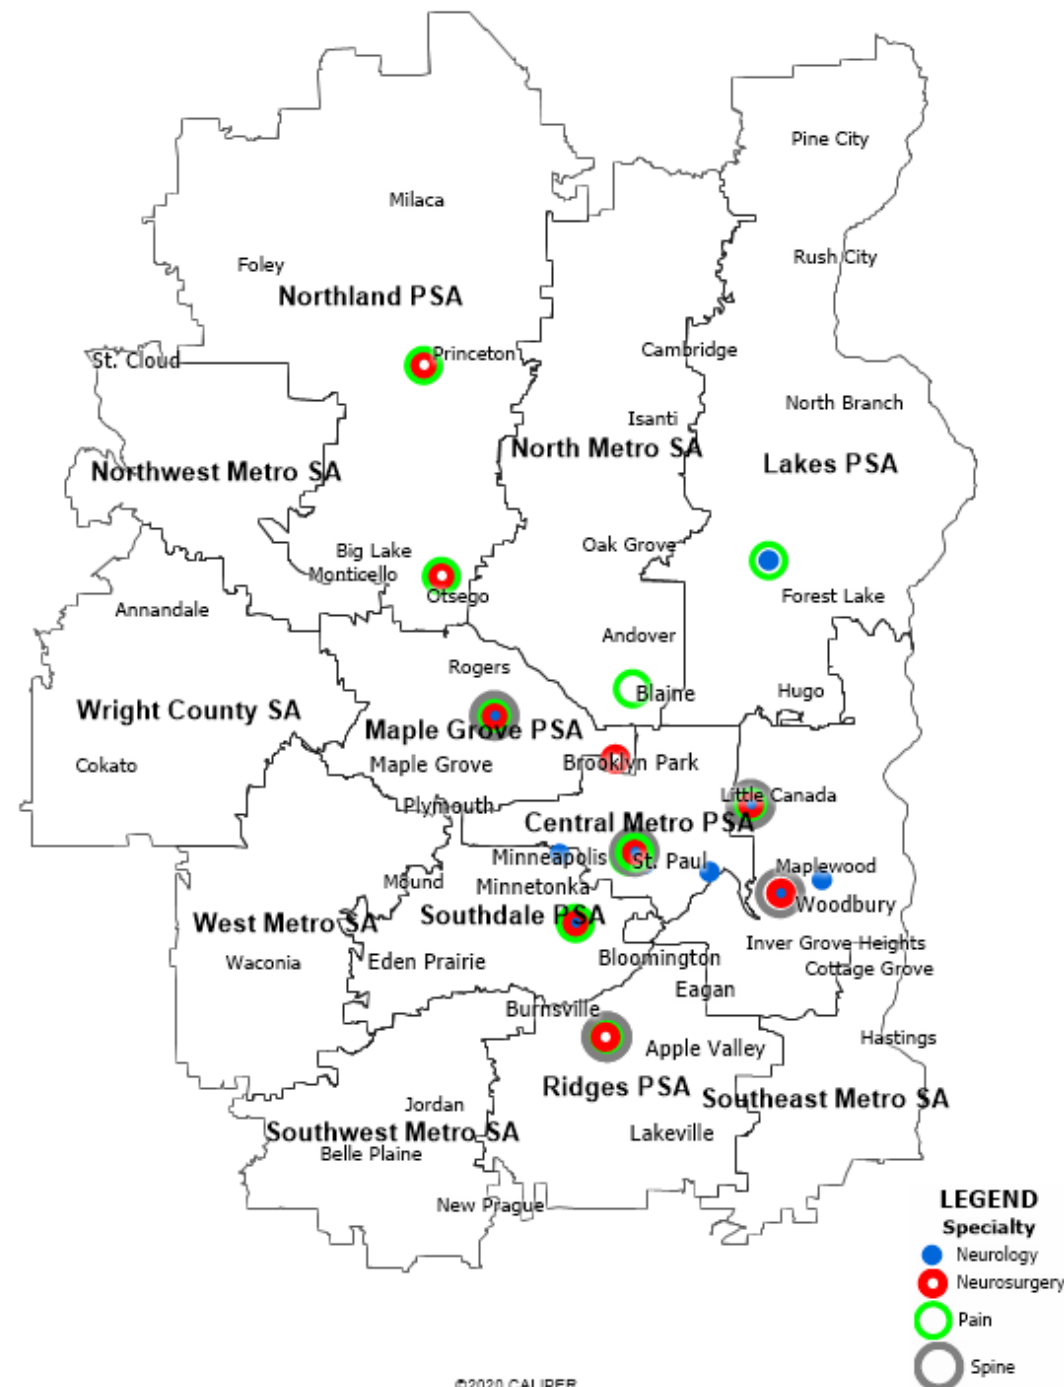 Pine City
Milaca
Rush City
Foley
Northland PSA
Cambridge
Princeton
St. Cloud
North Branch
Isanti
North Metro SA
Lakes PSA
Northwest Metro SA
Oak Grove
Big Lake
Monticello
Otsego
Forest Lake
Annandale
Andover
Rogers
Blaine
Hugo
Wright County SA
Maple Grove PSA
Cokato
Maple Grove
Brooklyn Park
Little Canada
Plymouth
Central Metro PSA
Minneapolis
St. Paul
Maplewood
Mound
Minnetonka
Woodbury
West Metro SA
Southdale PSA
Inver Grove Heights
Waconia
Eden Prairie
Bloomington
Cottage Grove
Eagan
Burnsville
Hastings
Apple Valley
Ridges PSA
Southeast Metro SA
Jordan
Southwest Metro SA
Lakeville
Belle Plaine
New Prague
LEGEND
Specialty
Neurology
Neurosurgery
Pain
Spine
©2020 CALIPER